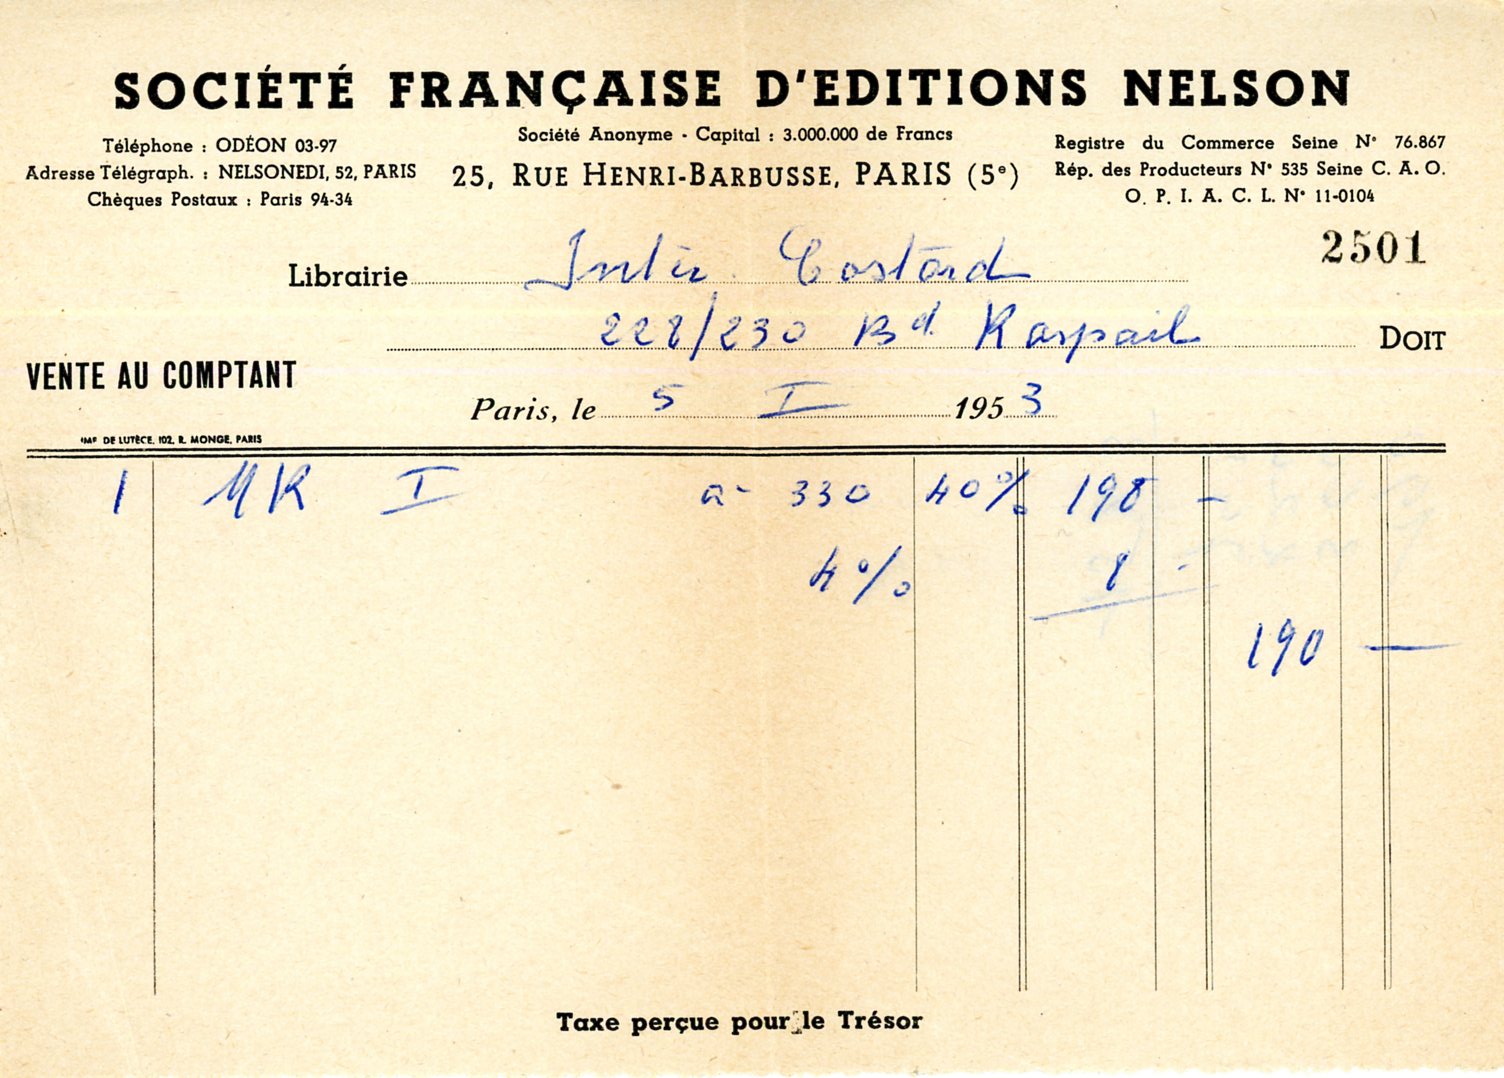 SOCIÉTÉ FRANÇAISE D'EDITIONS NELSON
Société Anonyme - Capital : 3.000.000 de Francs
25, RUE HENRI-BARBUSSE, PARIS (5e)
Téléphone : ODÉON 03-97
Adresse Télégraph. : NELSONEDI, 52, PARIS
Chèques Postaux : Paris 94-34
Registre du Commerce Seine N° 76.867
Rép. des Producteurs N° 535 Seine C. A. O.
O. P. I. A. C. L. N° 11-0104
2501
Librairie Inter. Costard
228/230 Bd Raspail DOIT
VENTE AU COMPTANT
Paris, le 5 I 1953
IMP. DE LUTÈCE, 102, R. MONGE, PARIS
1 MK I à 330 40% 198 -
4% 8 -
190 —
Taxe perçue pour le Trésor